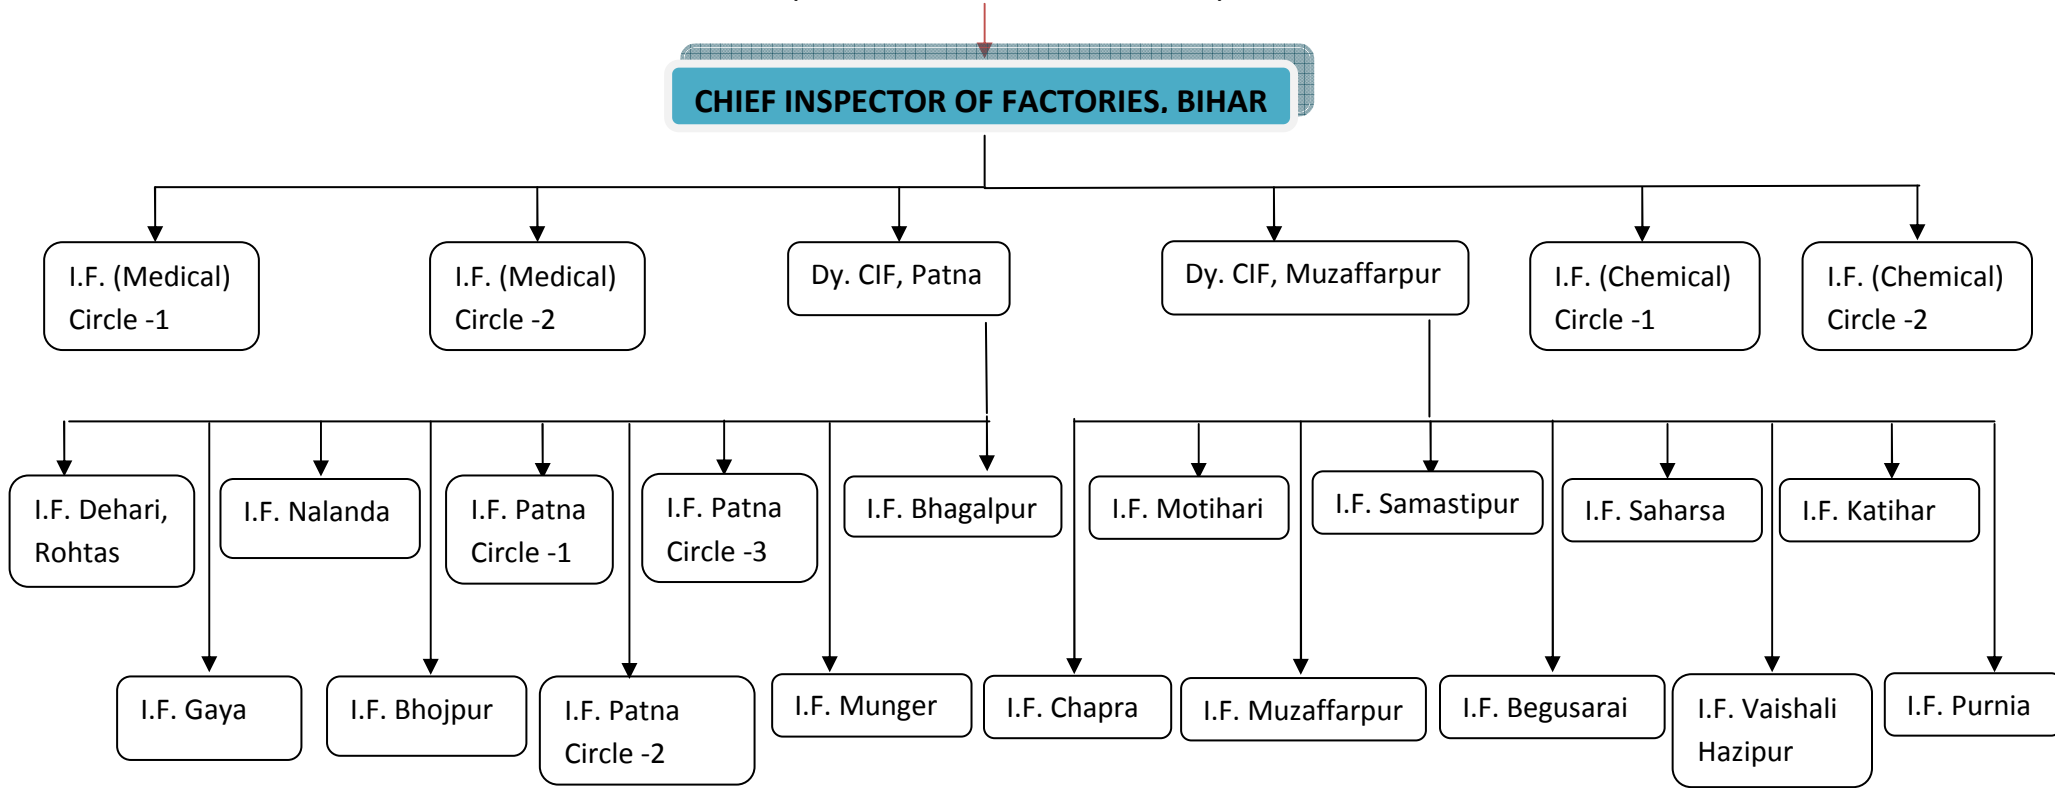 CHIEF INSPECTOR OF FACTORIES, BIHAR
I.F. (Medical)
Circle -1
I.F. (Medical)
Circle -2
Dy. CIF, Patna
Dy. CIF, Muzaffarpur
I.F. (Chemical)
Circle -1
I.F. (Chemical)
Circle -2
I.F. Dehari,
Rohtas
I.F. Nalanda
I.F. Patna
Circle -1
I.F. Patna
Circle -3
I.F. Bhagalpur
I.F. Motihari
I.F. Samastipur
I.F. Saharsa
I.F. Katihar
I.F. Gaya
I.F. Bhojpur
I.F. Patna
Circle -2
I.F. Munger
I.F. Chapra
I.F. Muzaffarpur
I.F. Begusarai
I.F. Vaishali
Hazipur
I.F. Purnia